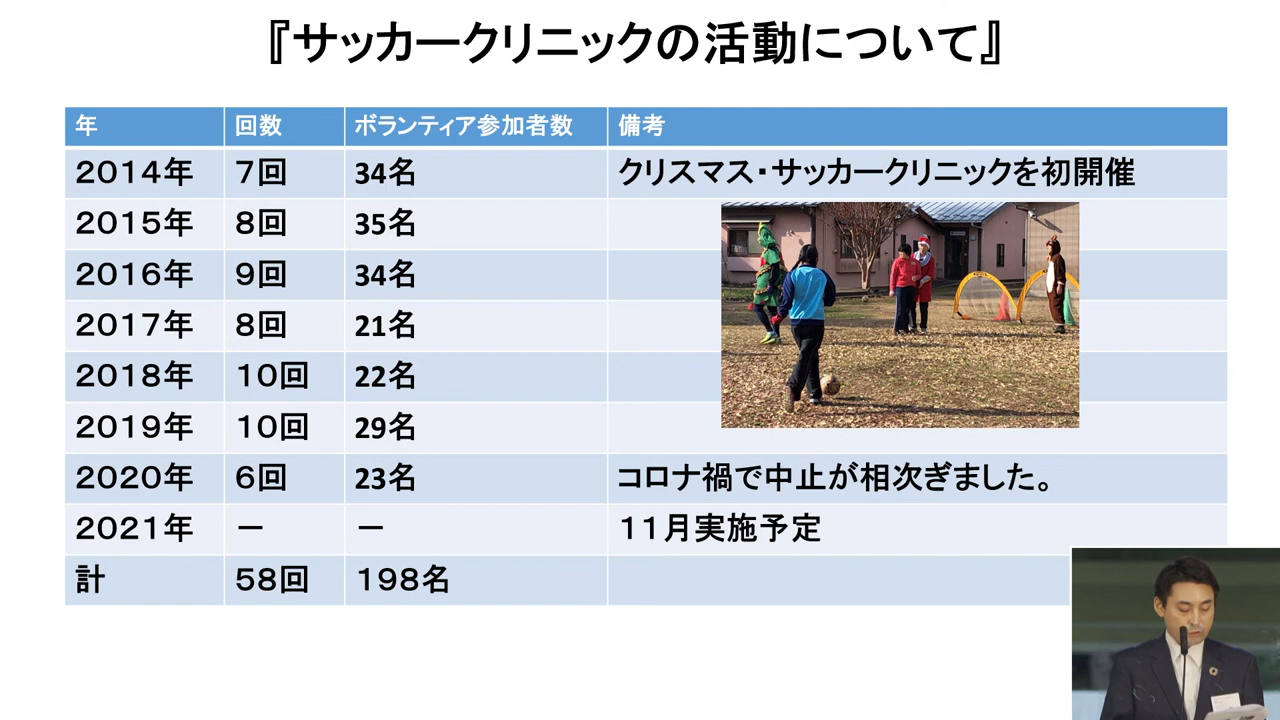 『サッカークリニックの活動について』
年 回数 ボランティア参加者数 備考
２０１４年 ７回 34名 クリスマス・サッカークリニックを初開催
２０１５年 ８回 35名
２０１６年 ９回 34名
２０１７年 ８回 21名
２０１８年 １０回 22名
２０１９年 １０回 29名
２０２０年 ６回 23名 コロナ禍で中止が相次ぎました。
２０２１年 － － １１月実施予定
計 ５８回 １９８名